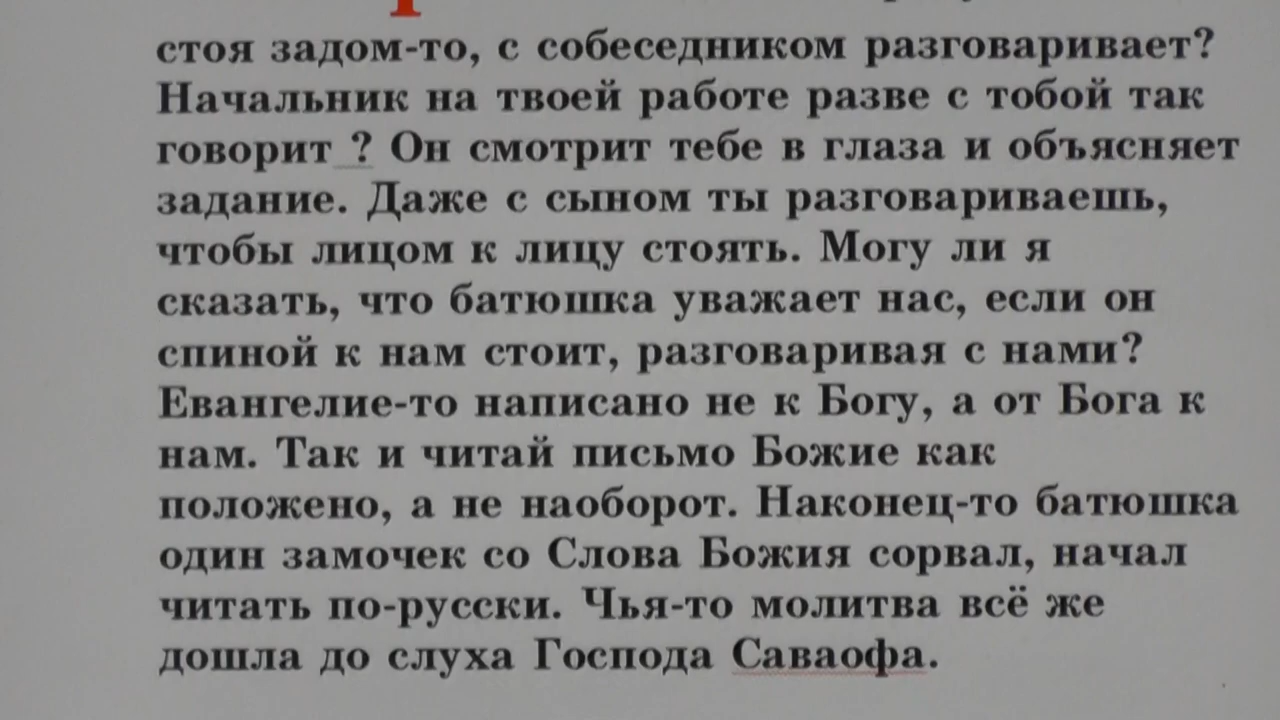 стоя задом-то, с собеседником разговаривает?
Начальник на твоей работе разве с тобой так
говорит ? Он смотрит тебе в глаза и объясняет
задание. Даже с сыном ты разговариваешь,
чтобы лицом к лицу стоять. Могу ли я
сказать, что батюшка уважает нас, если он
спиной к нам стоит, разговаривая с нами?
Евангелие-то написано не к Богу, а от Бога к
нам. Так и читай письмо Божие как
положено, а не наоборот. Наконец-то батюшка
один замочек со Слова Божия сорвал, начал
читать по-русски. Чья-то молитва всё же
дошла до слуха Господа Саваофа.